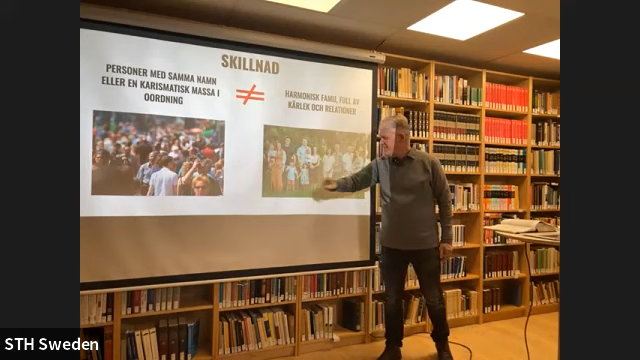 SKILLNAD
PERSONER MED SAMMA NAMN
ELLER EN KARISMATISK MASSA I
OORDNING
≠
HARMONISK FAMILJ, FULL AV
KÄRLEK OCH RELATIONER
STH Sweden